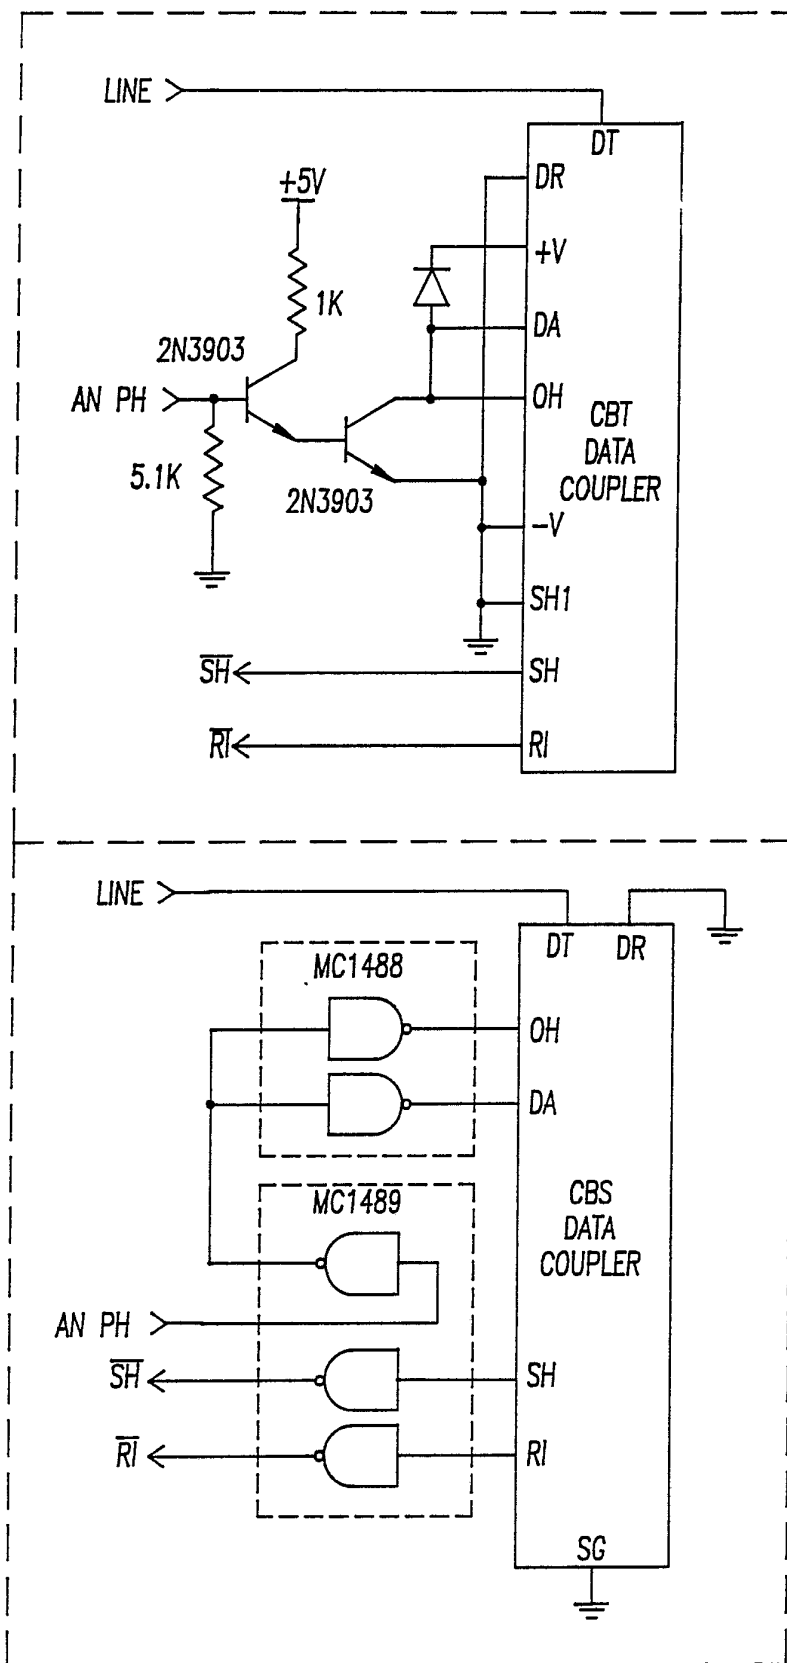 LINE
DT
DR
+5V
+V
1K
DA
2N3903
AN PH
OH
CBT
DATA
COUPLER
5.1K
2N3903
-V
SH1
SH
SH
RI
RI
LINE
DT
DR
MC1488
OH
DA
MC1489
CBS
DATA
COUPLER
AN PH
SH
SH
RI
RI
SG